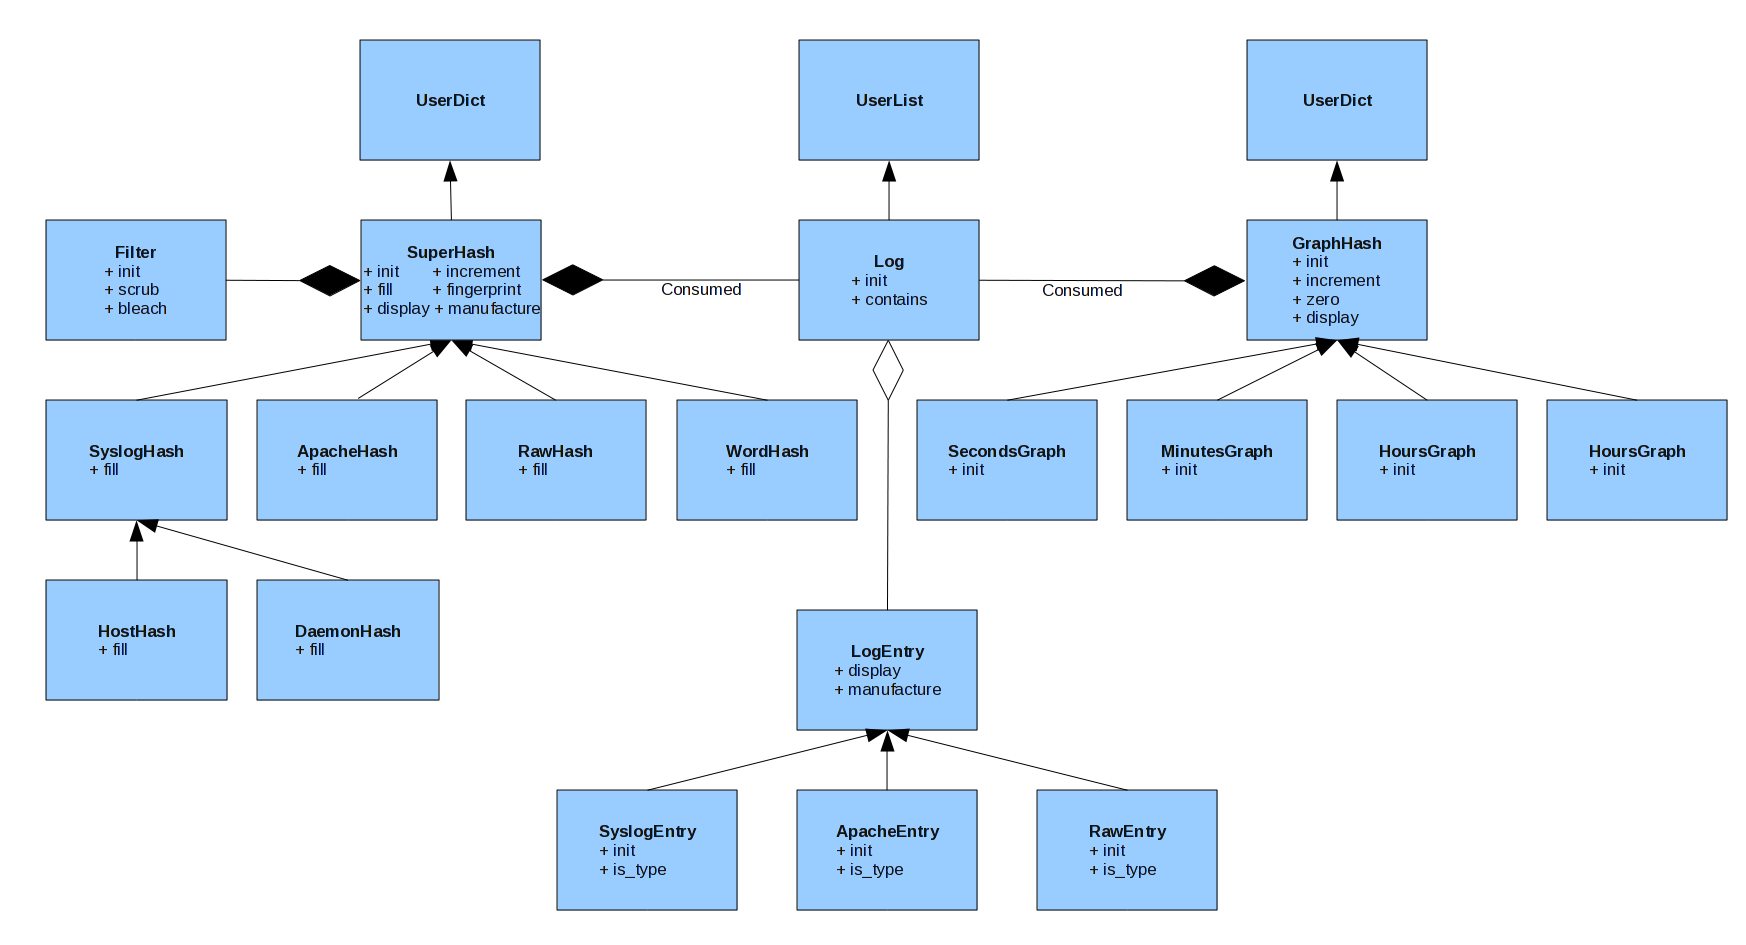 UserDict
UserList
UserDict
Filter
+ init
+ scrub
+ bleach
SuperHash
+ init + increment
+ fill + fingerprint
+ display + manufacture
Consumed
Log
+ init
+ contains
Consumed
GraphHash
+ init
+ increment
+ zero
+ display
SyslogHash
+ fill
ApacheHash
+ fill
RawHash
+ fill
WordHash
+ fill
SecondsGraph
+ init
MinutesGraph
+ init
HoursGraph
+ init
HoursGraph
+ init
HostHash
+ fill
DaemonHash
+ fill
LogEntry
+ display
+ manufacture
SyslogEntry
+ init
+ is_type
ApacheEntry
+ init
+ is_type
RawEntry
+ init
+ is_type